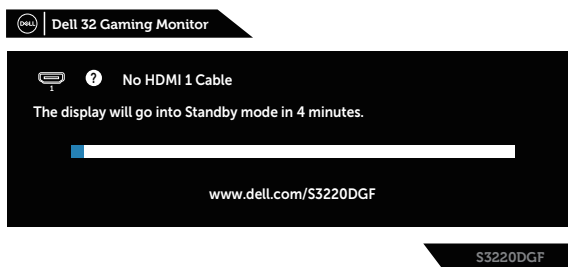 DELL Dell 32 Gaming Monitor
1 ? No HDMI 1 Cable
The display will go into Standby mode in 4 minutes.
www.dell.com/S3220DGF
S3220DGF